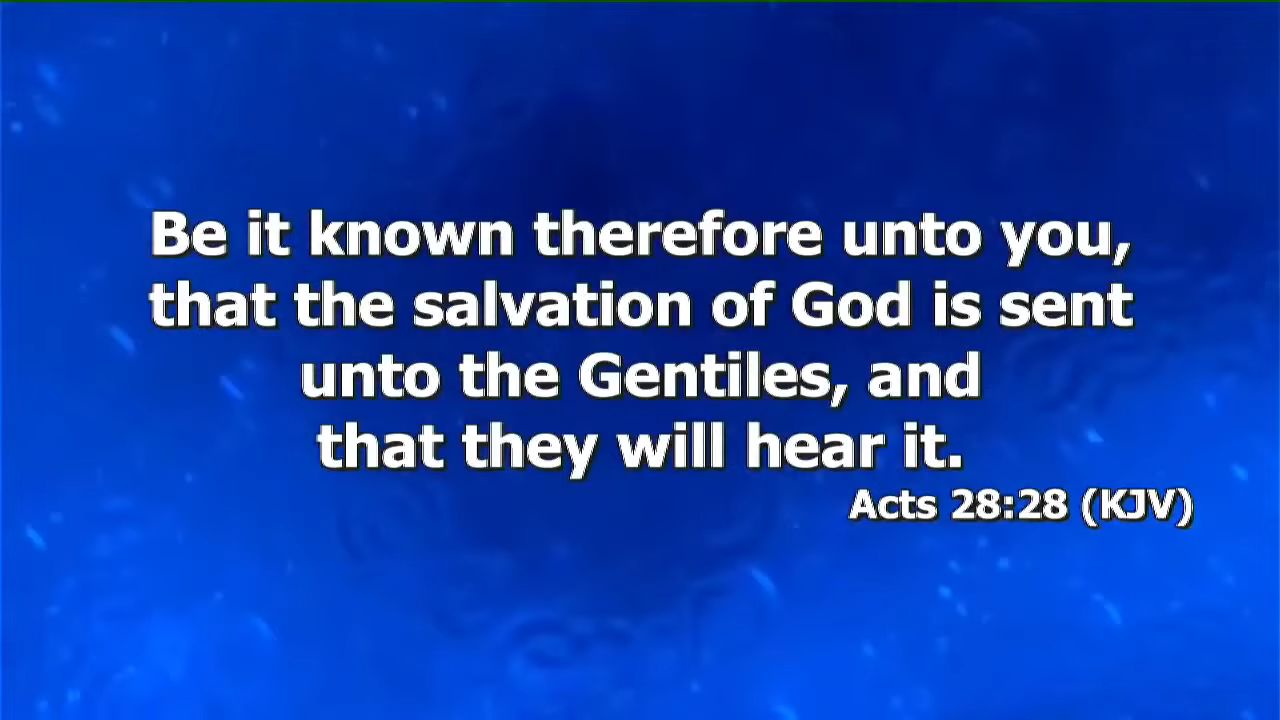 Be it known therefore unto you,
that the salvation of God is sent
unto the Gentiles, and
that they will hear it.
Acts 28:28 (KJV)